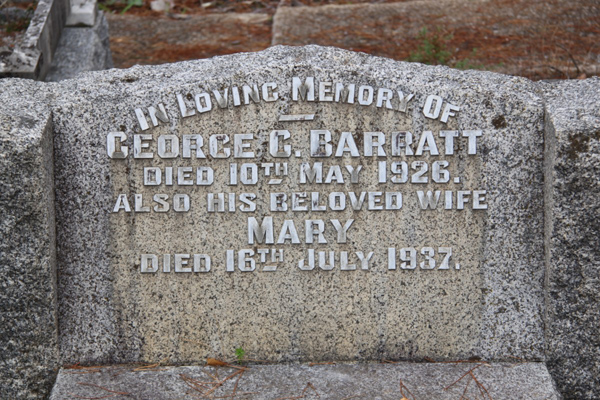 IN LOVING MEMORY OF
GEORGE C. BARRATT
DIED 10TH MAY 1926.
ALSO HIS BELOVED WIFE
MARY
DIED 16TH JULY 1937.